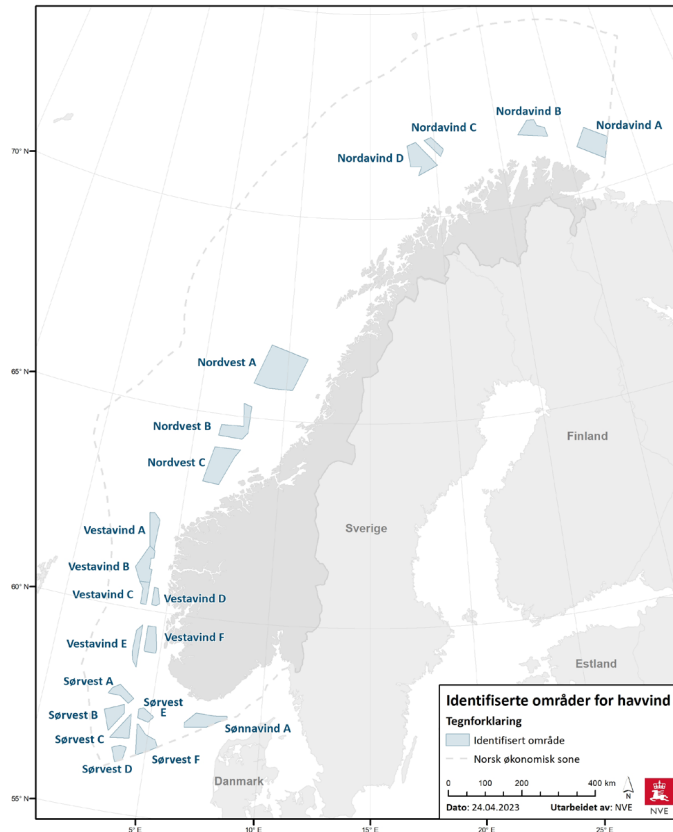 Nordavind B
Nordavind C
Nordavind A
Nordavind D
70° N
Nordvest A
65° N
Nordvest B
Finland
Nordvest C
Sverige
Vestavind A
Vestavind B
60° N
Vestavind C
Vestavind D
Vestavind F
Vestavind E
Estland
Sørvest A
Sørvest
E
Sørvest B
Sønnavind A
Sørvest C
Sørvest F
Sørvest D
Danmark
55° N
5° E
10° E
15° E
20° E
25° E
Identifiserte områder for havvind
Tegnforklaring
Identifisert område
Norsk økonomisk sone
0 100 200 400 km
N
Dato: 24.04.2023 Utarbeidet av: NVE
NVE